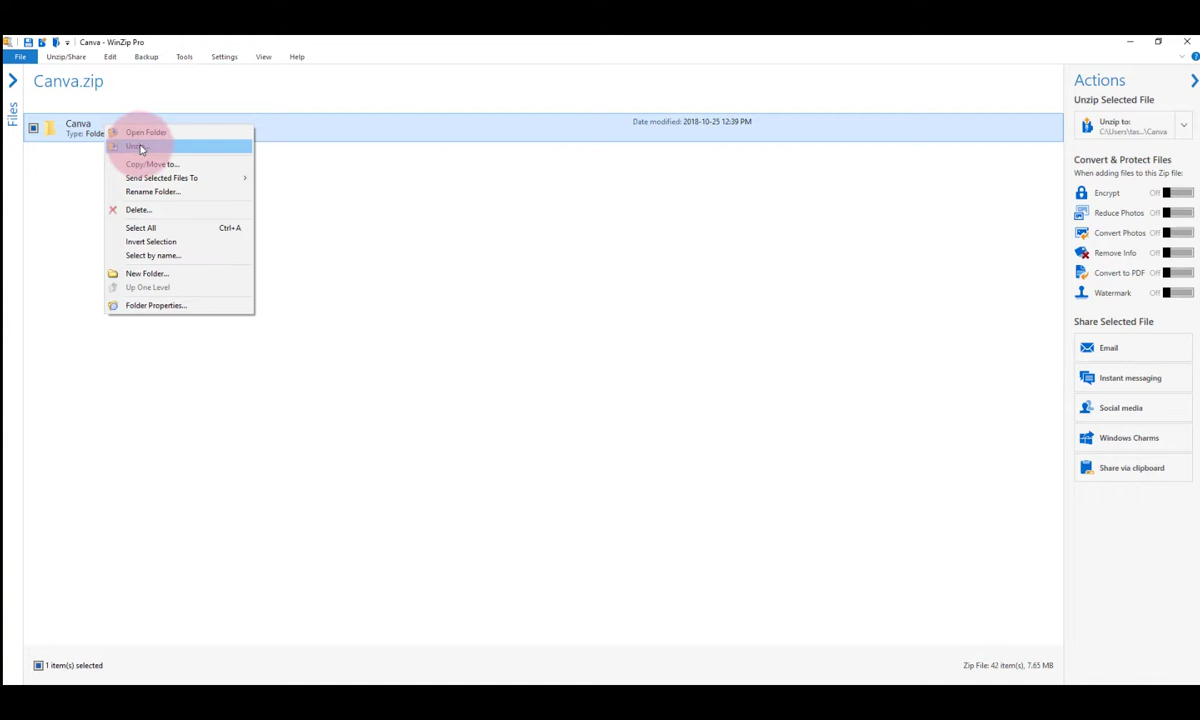 Canva - WinZip Pro
File Unzip/Share Edit Backup Tools Settings View Help
Canva.zip
Files
Canva
Type: Folde
Date modified: 2018-10-25 12:39 PM
Open Folder
Unzip...
Copy/Move to...
Send Selected Files To
Rename Folder...
Delete...
Select All Ctrl+A
Invert Selection
Select by name...
New Folder...
Up One Level
Folder Properties...
1 item(s) selected
Zip File: 42 item(s), 7.65 MB
Actions
Unzip Selected File
Unzip to:
C:\Users\tas...\Canva
Convert & Protect Files
When adding files to this Zip file:
Encrypt Off
Reduce Photos Off
Convert Photos Off
Remove Info Off
Convert to PDF Off
Watermark Off
Share Selected File
Email
Instant messaging
Social media
Windows Charms
Share via clipboard